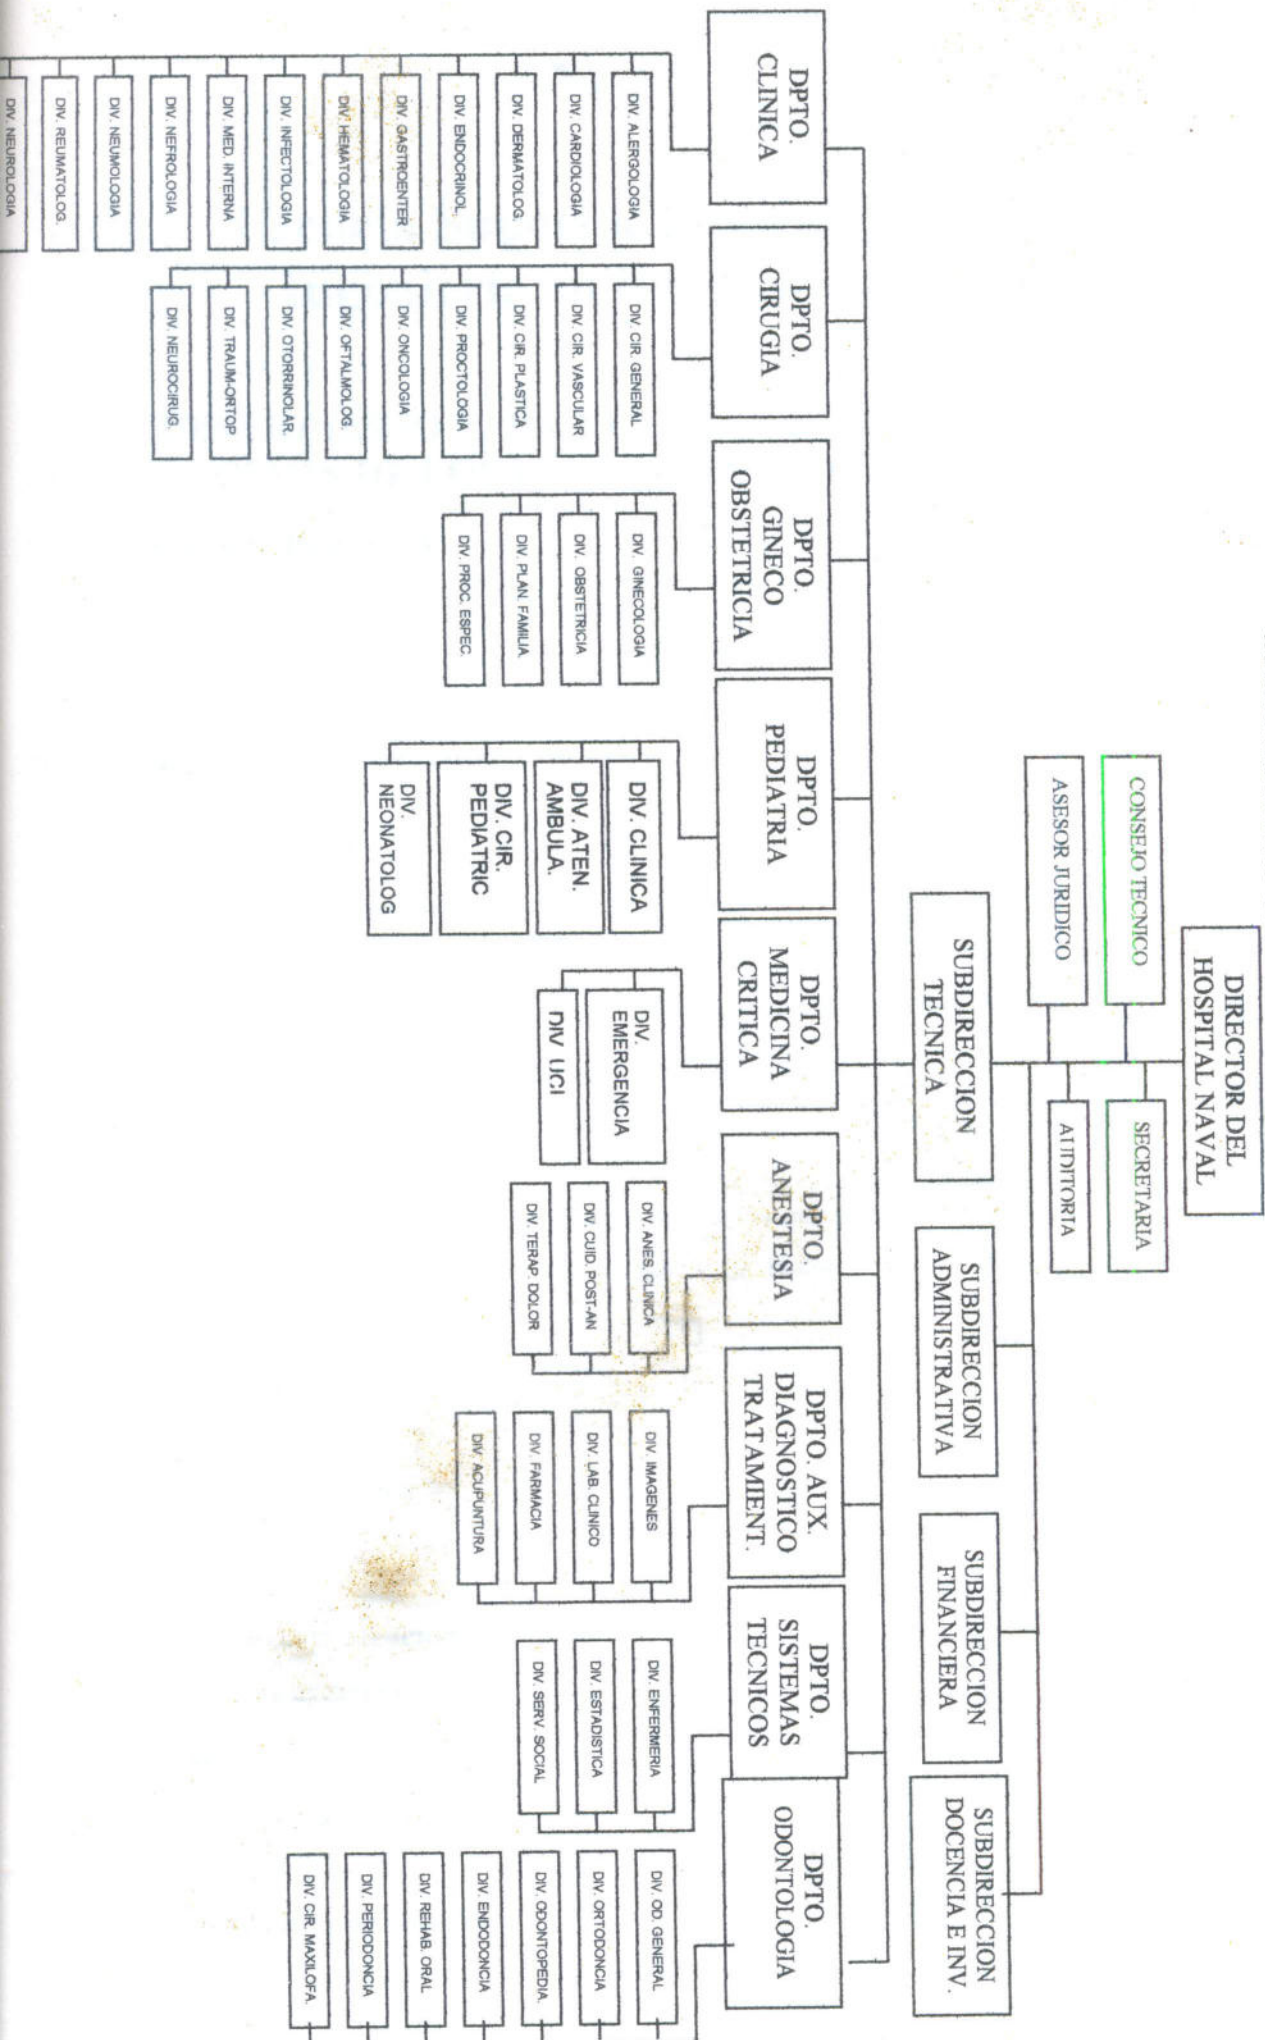 DIRECTOR DEL
HOSPITAL NAVAL
CONSEJO TECNICO
SECRETARIA
ASESOR JURIDICO
AUDITORIA
SUBDIRECCION
TECNICA
SUBDIRECCION
ADMINISTRATIVA
SUBDIRECCION
FINANCIERA
SUBDIRECCION
DOCENCIA E INV.
DPTO.
CLINICA
DPTO.
CIRUGIA
DPTO.
GINECO
OBSTETRICIA
DPTO.
PEDIATRIA
DPTO.
MEDICINA
CRITICA
DPTO.
ANESTESIA
DPTO. AUX.
DIAGNOSTICO
TRATAMIENT.
DPTO.
SISTEMAS
TECNICOS
DPTO.
ODONTOLOGIA
DIV. ALERGOLOGIA
DIV. CARDIOLOGIA
DIV. DERMATOLOG.
DIV. ENDOCRINOL.
DIV. GASTROENTER
DIV. HEMATOLOGIA
DIV. INFECTOLOGIA
DIV. MED. INTERNA
DIV. NEFROLOGIA
DIV. NEUMOLOGIA
DIV. REUMATOLOG.
DIV. NEUROLOGIA
DIV. CIR. GENERAL
DIV. CIR. VASCULAR
DIV. CIR. PLASTICA
DIV. PROCTOLOGIA
DIV. ONCOLOGIA
DIV. OFTALMOLOG.
DIV. OTORRINOLAR.
DIV. TRAUM-ORTOP
DIV. NEUROCIRUG.
DIV. GINECOLOGIA
DIV. OBSTETRICIA
DIV. PLAN. FAMILIA.
DIV. PROC. ESPEC.
DIV. CLINICA
DIV. ATEN.
AMBULA.
DIV. CIR.
PEDIATRIC
DIV.
NEONATOLOG
DIV.
EMERGENCIA
DIV. UCI
DIV. ANES. CLINICA
DIV. CUID. POST-AN
DIV. TERAP. DOLOR
DIV. IMAGENES
DIV. LAB. CLINICO
DIV. FARMACIA
DIV. ACUPUNTURA
DIV. ENFERMERIA
DIV. ESTADISTICA
DIV. SERV. SOCIAL
DIV. OD. GENERAL
DIV. ORTODONCIA
DIV. ODONTOPEDIA.
DIV. ENDODONCIA
DIV. REHAB. ORAL
DIV. PERIODONCIA
DIV. CIR. MAXILOFA.